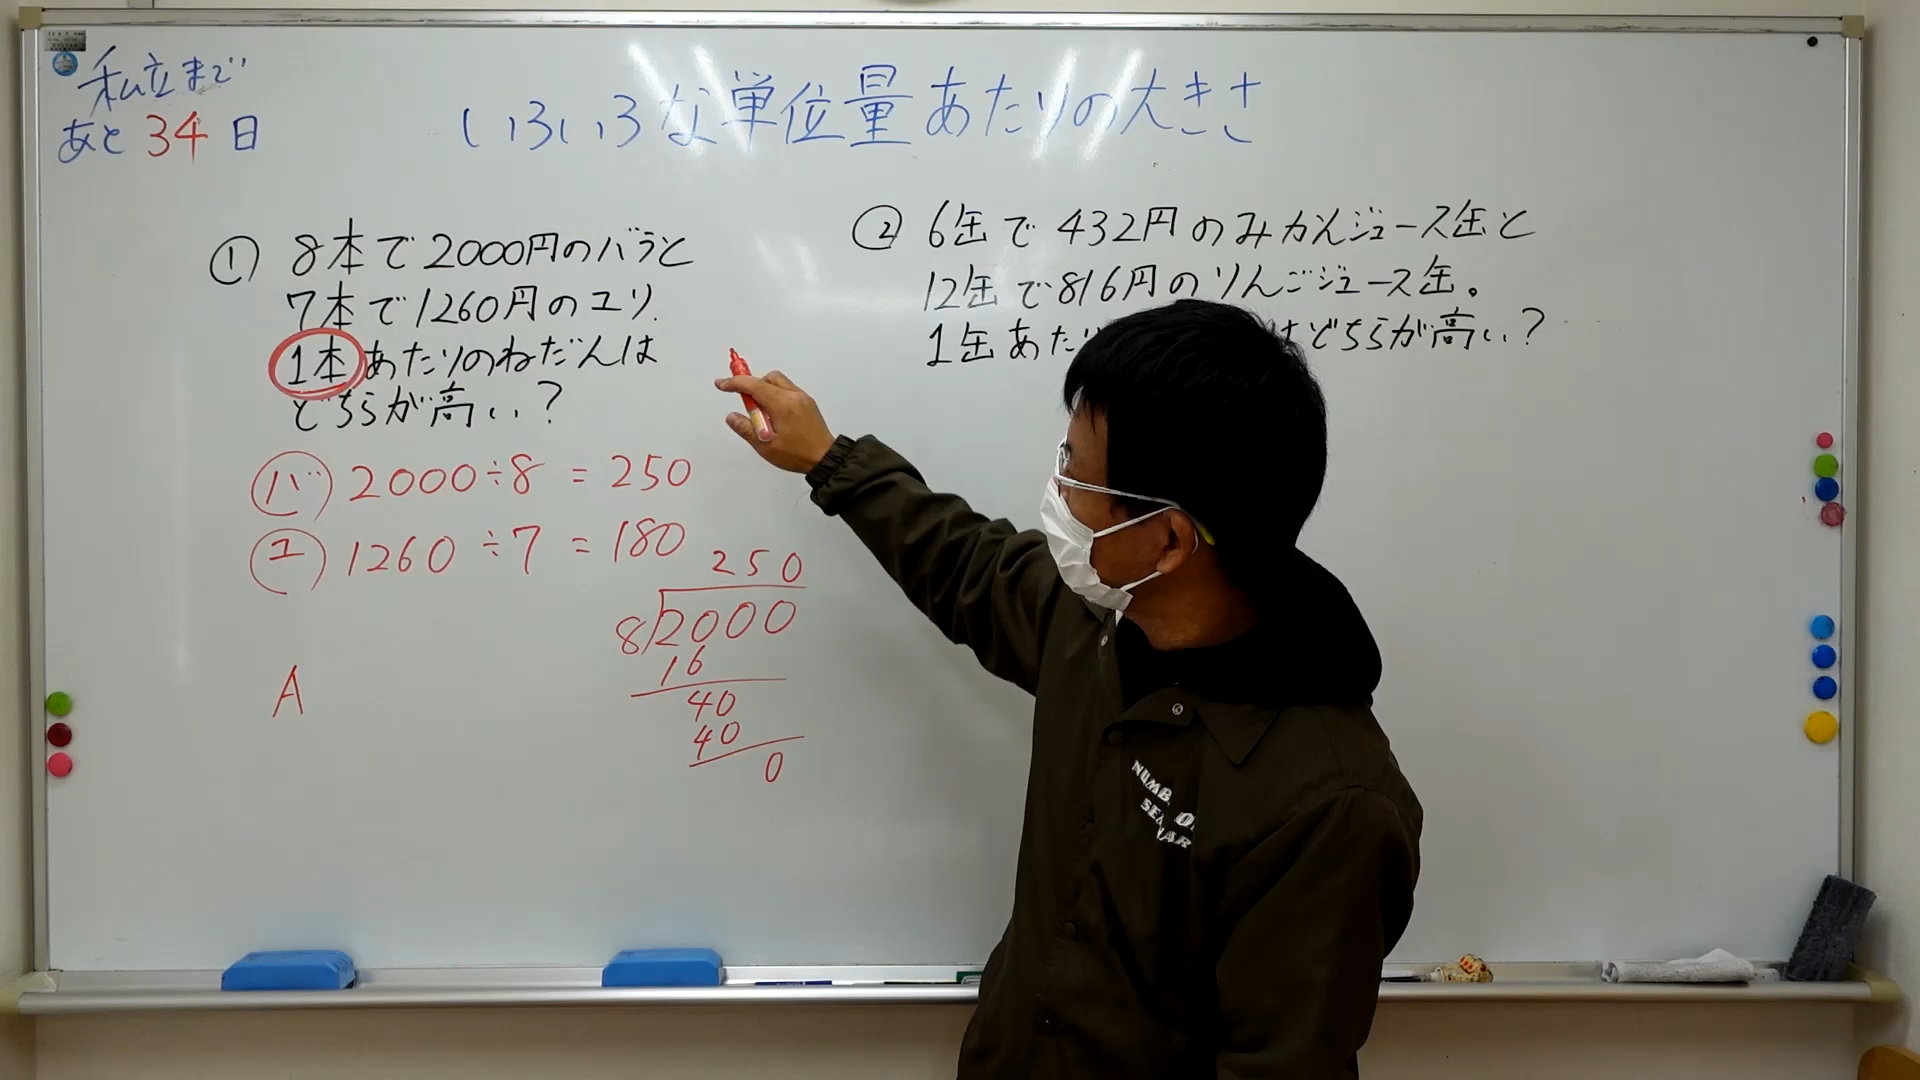 私立まで
あと 34 日
いろいろな単位量あたりの大きさ
① 8本で2000円のバラと
7本で1260円のユリ.
1本あたりのねだんは
どちらが高い?
バ 2000÷8 = 250
ユ 1260÷7 = 180
250
8)2000
16
40
40
0
A
② 6缶で432円のみかんジュース缶と
12缶で816円のりんごジュース缶。
1缶あた はどちらが高い?
NUMB
SE